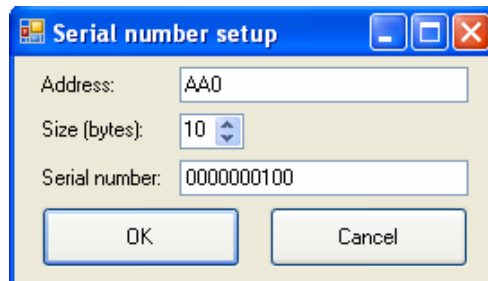 Serial number setup
Address: AA0
Size (bytes): 10
Serial number: 0000000100
OK Cancel